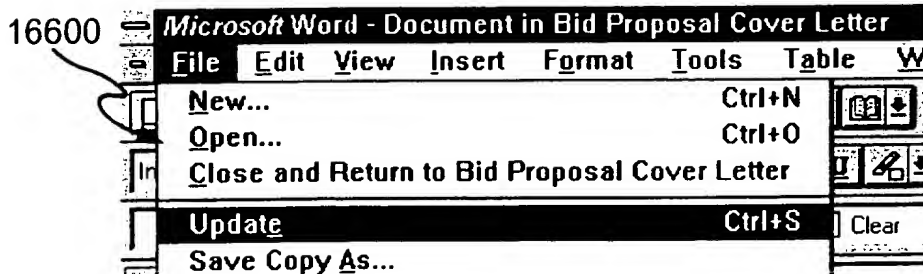 16600
Microsoft Word - Document in Bid Proposal Cover Letter
File Edit View Insert Format Tools Table W
New... Ctrl+N
Open... Ctrl+O
Close and Return to Bid Proposal Cover Letter
In
Update Ctrl+S Clear
Save Copy As...